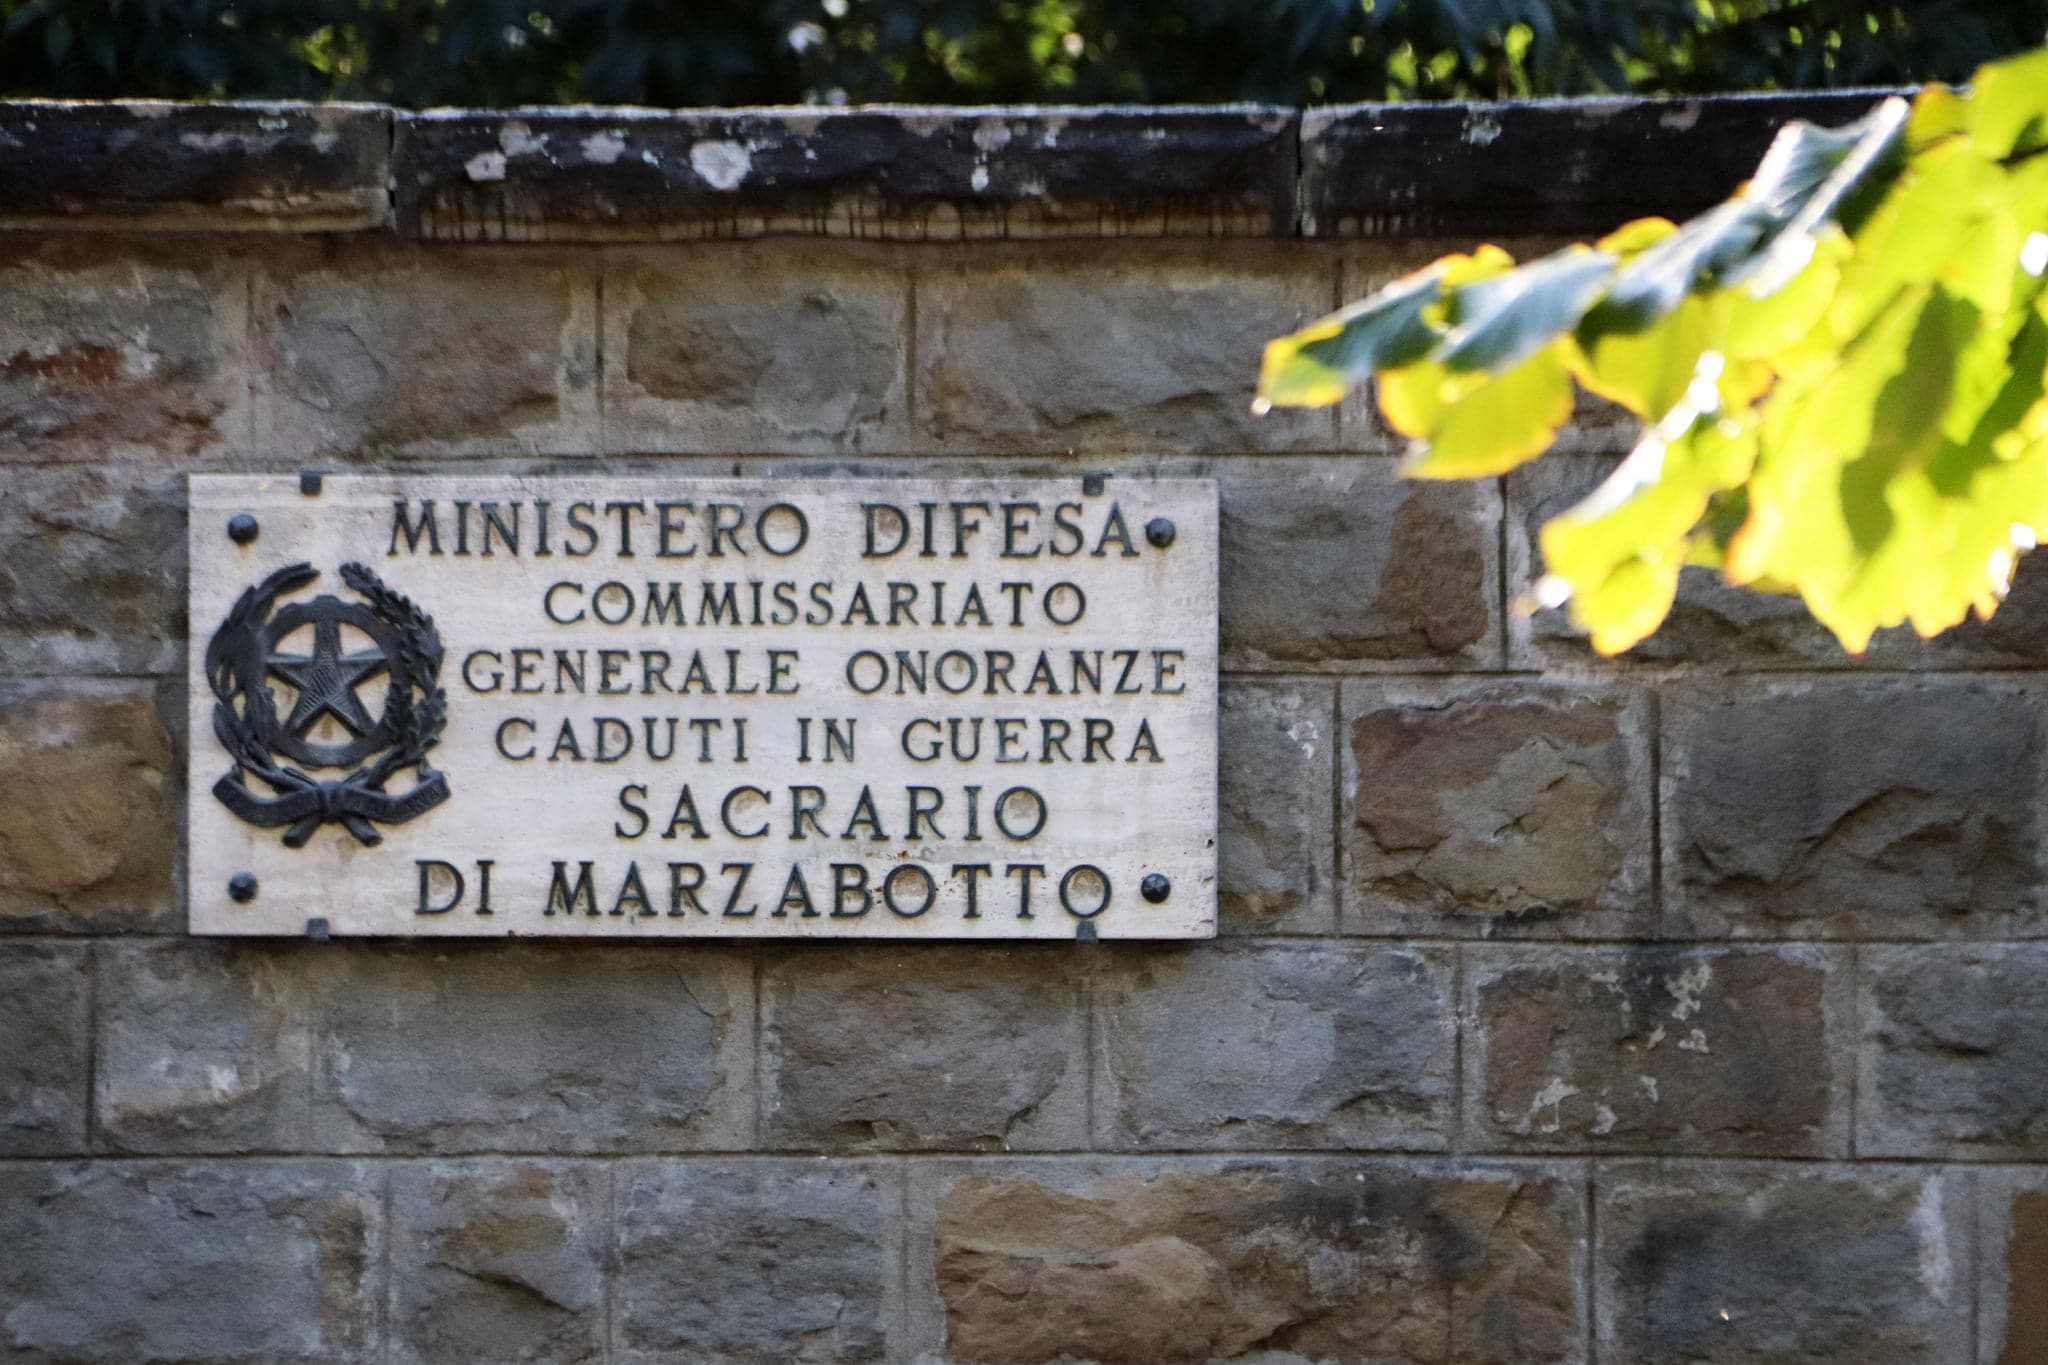 MINISTERO DIFESA
COMMISSARIATO
GENERALE ONORANZE
CADUTI IN GUERRA
SACRARIO
DI MARZABOTTO